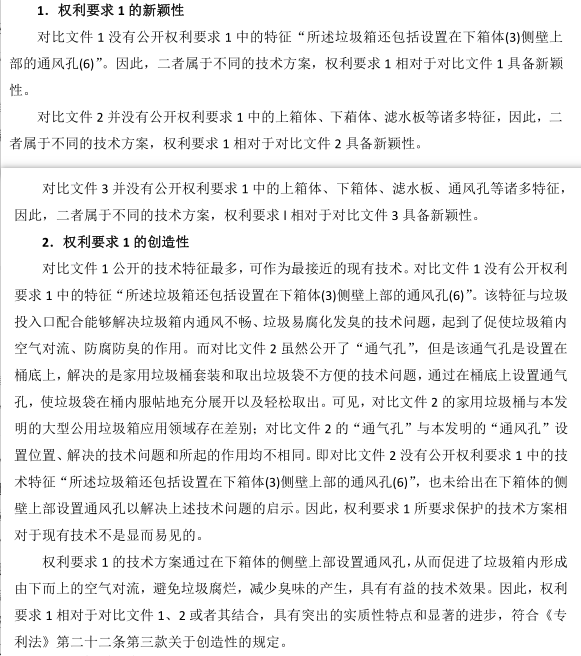 1. 权利要求 1 的新颖性
对比文件 1 没有公开权利要求 1 中的特征“所述垃圾箱还包括设置在下箱体(3)侧壁上
部的通风孔(6)”。因此，二者属于不同的技术方案，权利要求 1 相对于对比文件 1 具备新颖
性。
对比文件 2 并没有公开权利要求 1 中的上箱体、下箱体、滤水板等诸多特征，因此，二
者属于不同的技术方案，权利要求 1 相对于对比文件 2 具备新颖性。
对比文件 3 并没有公开权利要求 1 中的上箱体、下箱体、滤水板、通风孔等诸多特征，
因此，二者属于不同的技术方案，权利要求 l 相对于对比文件 3 具备新颖性。
2. 权利要求 1 的创造性
对比文件 1 公开的技术特征最多，可作为最接近的现有技术。对比文件 1 没有公开权利
要求 1 中的特征“所述垃圾箱还包括设置在下箱体(3)侧壁上部的通风孔(6)”。该特征与垃圾
投入口配合能够解决垃圾箱内通风不畅、垃圾易腐化发臭的技术问题，起到了促使垃圾箱内
空气对流、防腐防臭的作用。而对比文件 2 虽然公开了“通气孔”，但是该通气孔是设置在
桶底上，解决的是家用垃圾桶套装和取出垃圾袋不方便的技术问题，通过在桶底上设置通气
孔，使垃圾袋在桶内服帖地充分展开以及轻松取出。可见，对比文件 2 的家用垃圾桶与本发
明的大型公用垃圾箱应用领域存在差别；对比文件 2 的“通气孔”与本发明的“通风孔”设
置位置、解决的技术问题和所起的作用均不相同。即对比文件 2 没有公开权利要求 1 中的技
术特征“所述垃圾箱还包括设置在下箱体(3)侧壁上部的通风孔(6)”，也未给出在下箱体的侧
壁上部设置通风孔以解决上述技术问题的启示。因此，权利要求 1 所要求保护的技术方案相
对于现有技术不是显而易见的。
权利要求 1 的技术方案通过在下箱体的侧壁上部设置通风孔，从而促进了垃圾箱内形成
由下而上的空气对流，避免垃圾腐烂，减少臭味的产生，具有有益的技术效果。因此，权利
要求 1 相对于对比文件 1、2 或者其结合，具有突出的实质性特点和显著的进步，符合《专
利法》第二十二条第三款关于创造性的规定。